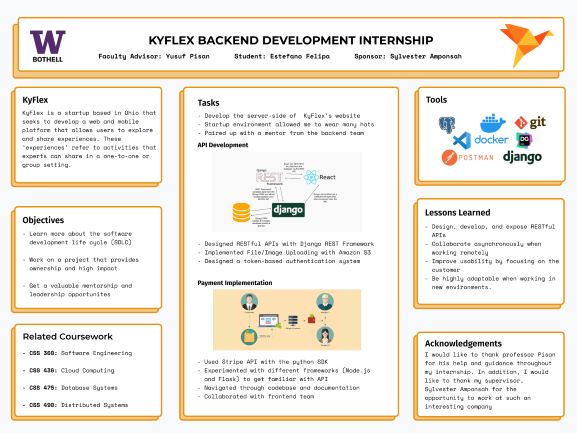 W
BOTHELL
KYFLEX BACKEND DEVELOPMENT INTERNSHIP
Faculty Advisor: Yusuf Pisan Student: Estefano Felipa Sponsor: Sylvester Amponsah
KyFlex
KyFlex is a startup based in Ohio that
seeks to develop a web and mobile
platform that allows users to explore
and share experiences. These
'experiences' refer to activities that
experts can share in a one-to-one or
group setting.
Objectives
- Learn more about the software
development life cycle (SDLC)
- Work on a project that provides
ownership and high impact
- Get a valuable mentorship and
leadership opportunites
Related Coursework
- CSS 360: Software Engineering
- CSS 436: Cloud Computing
- CSS 475: Database Systems
- CSS 490: Distributed Systems
Tasks
- Develop the server-side of KyFlex's website
- Startup environment allowed me to wear many hats
- Paired up with a mentor from the backend team
API Development
django
REST
framework
React
django
- Designed RESTful APIs with Django REST Framework
- Implemented File/Image Uploading with Amazon S3
- Designed a token-based authentication system
Payment Implementation
- Used Stripe API with the python SDK
- Experimented with different frameworks (Node.js
and Flask) to get familiar with API
- Navigated through codebase and documentation
- Collaborated with frontend team
Tools
git
docker
DG
POSTMAN
django
Lessons Learned
- Design, develop, and expose RESTful
APIs
- Collaborate asynchronously when
working remotely
- Improve usability by focusing on the
customer
- Be highly adaptable when working in
new environments.
Acknowledgements
I would like to thank professor Pisan
for his help and guidance throughout
my internship. In addition, I would
like to thank my supervisor,
Sylvester Amponsah for the
opportunity to work at such an
interesting company